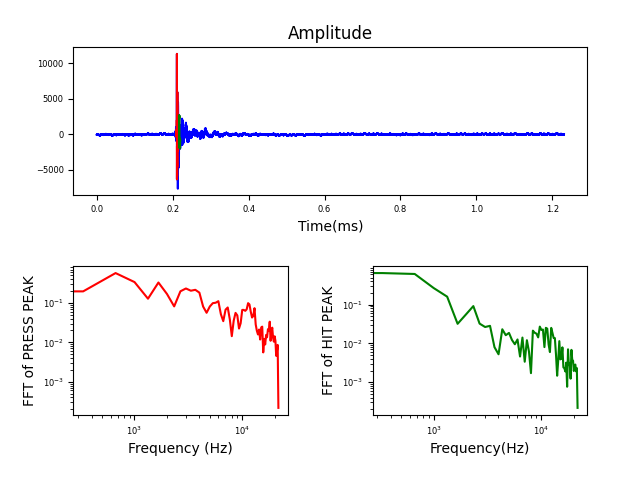 Amplitude
10000
5000
0
−5000
0.0 0.2 0.4 0.6 0.8 1.0 1.2
Time(ms)
FFT of PRESS PEAK
10⁻¹
10⁻²
10⁻³
10³ 10⁴
Frequency (Hz)
FFT of HIT PEAK
10⁻¹
10⁻²
10⁻³
10³ 10⁴
Frequency(Hz)